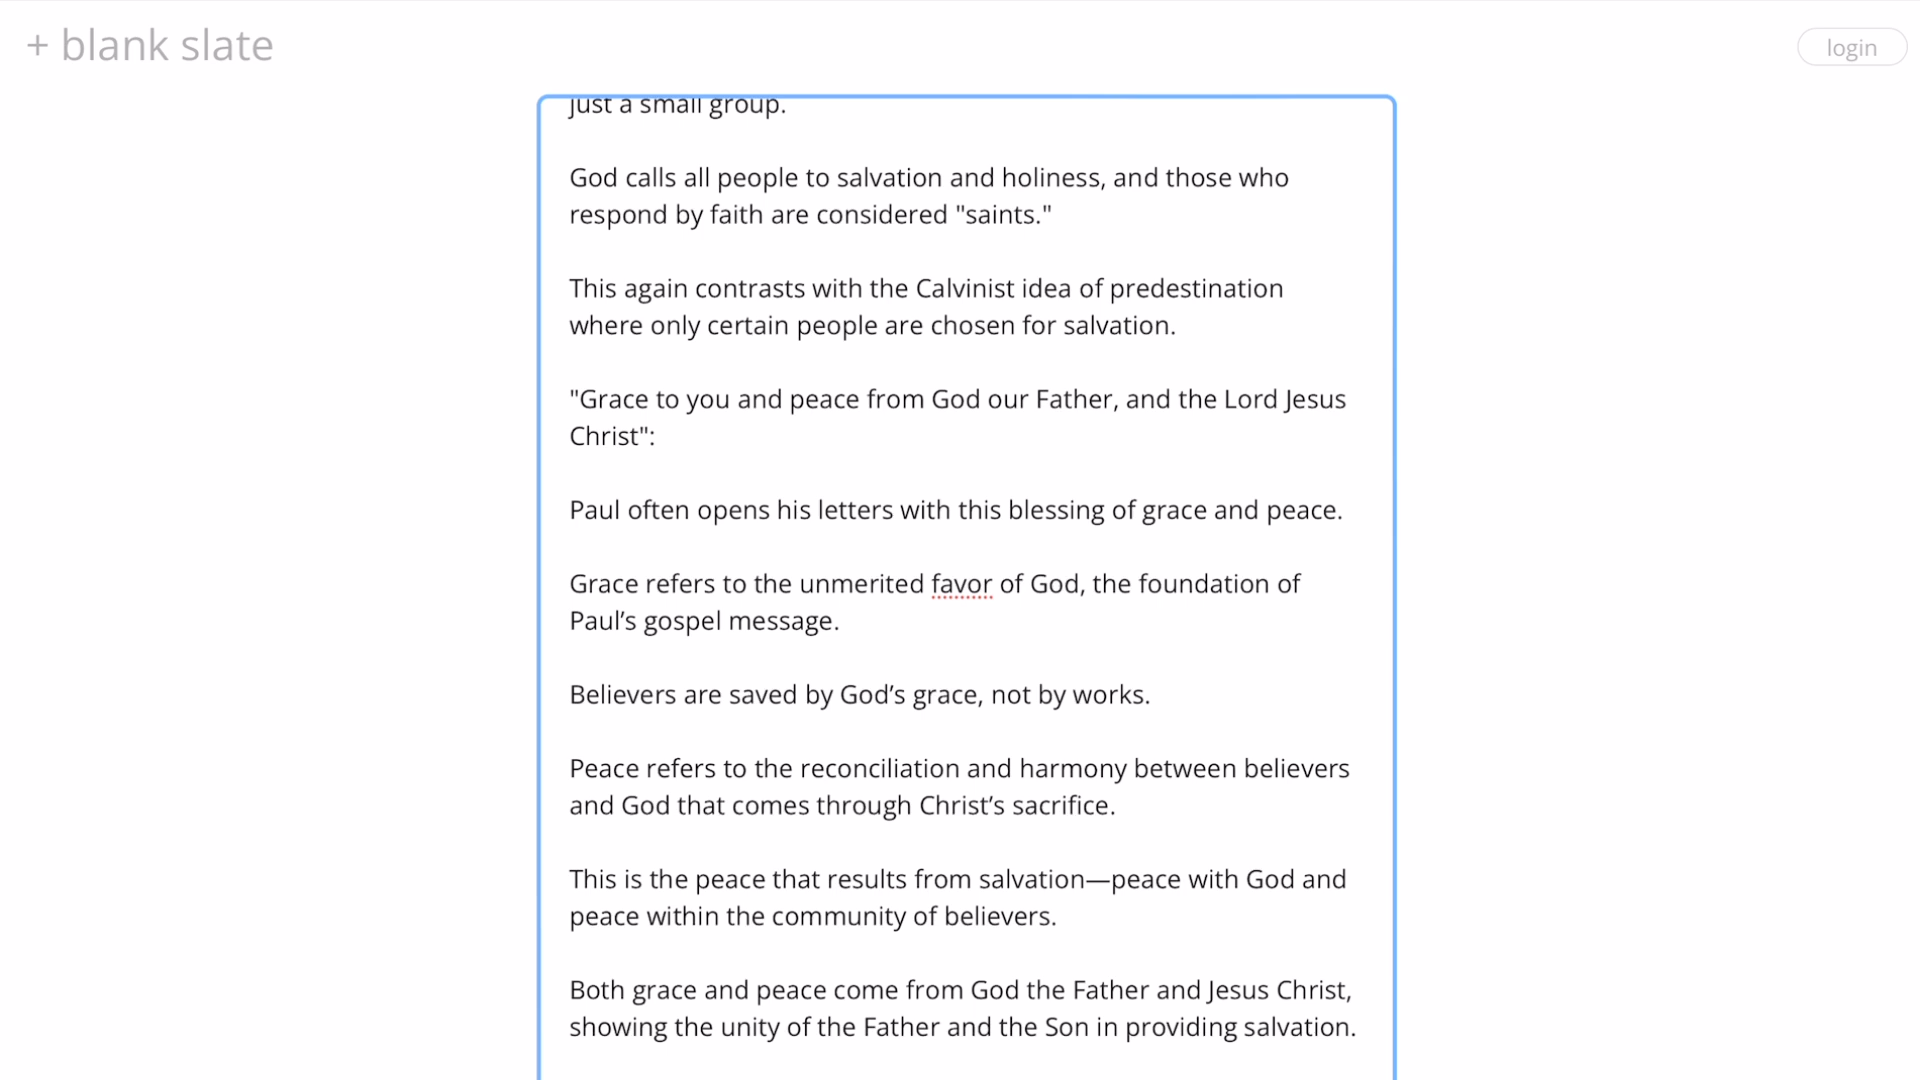 + blank slate
login
just a small group.
God calls all people to salvation and holiness, and those who
respond by faith are considered "saints."
This again contrasts with the Calvinist idea of predestination
where only certain people are chosen for salvation.
"Grace to you and peace from God our Father, and the Lord Jesus
Christ":
Paul often opens his letters with this blessing of grace and peace.
Grace refers to the unmerited favor of God, the foundation of
Paul’s gospel message.
Believers are saved by God’s grace, not by works.
Peace refers to the reconciliation and harmony between believers
and God that comes through Christ’s sacrifice.
This is the peace that results from salvation—peace with God and
peace within the community of believers.
Both grace and peace come from God the Father and Jesus Christ,
showing the unity of the Father and the Son in providing salvation.